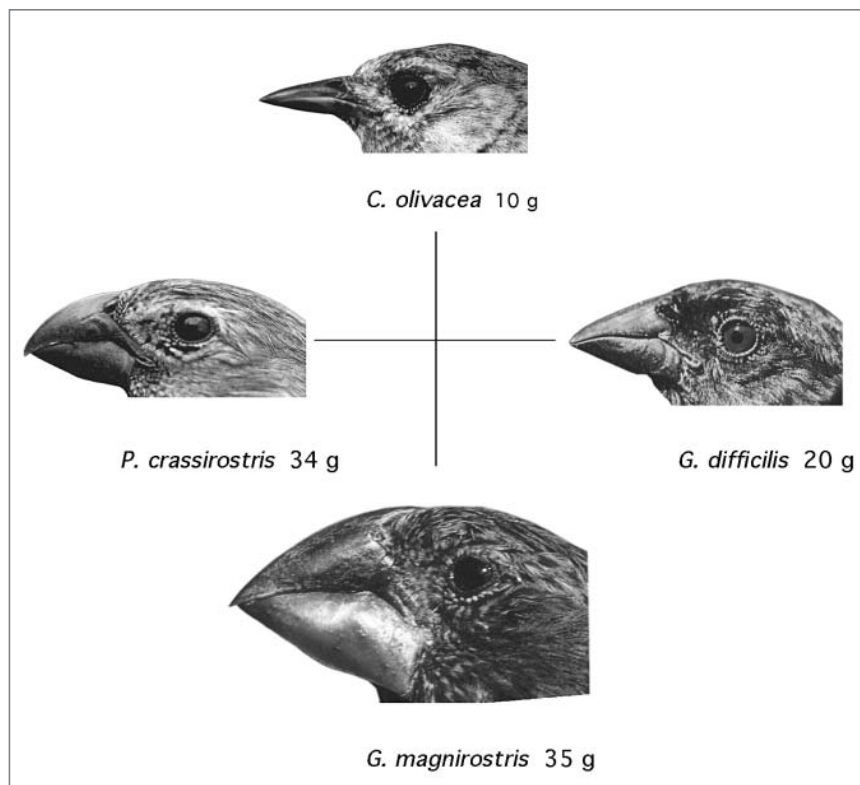 C. olivacea 10 g
P. crassirostris 34 g
G. difficilis 20 g
G. magnirostris 35 g